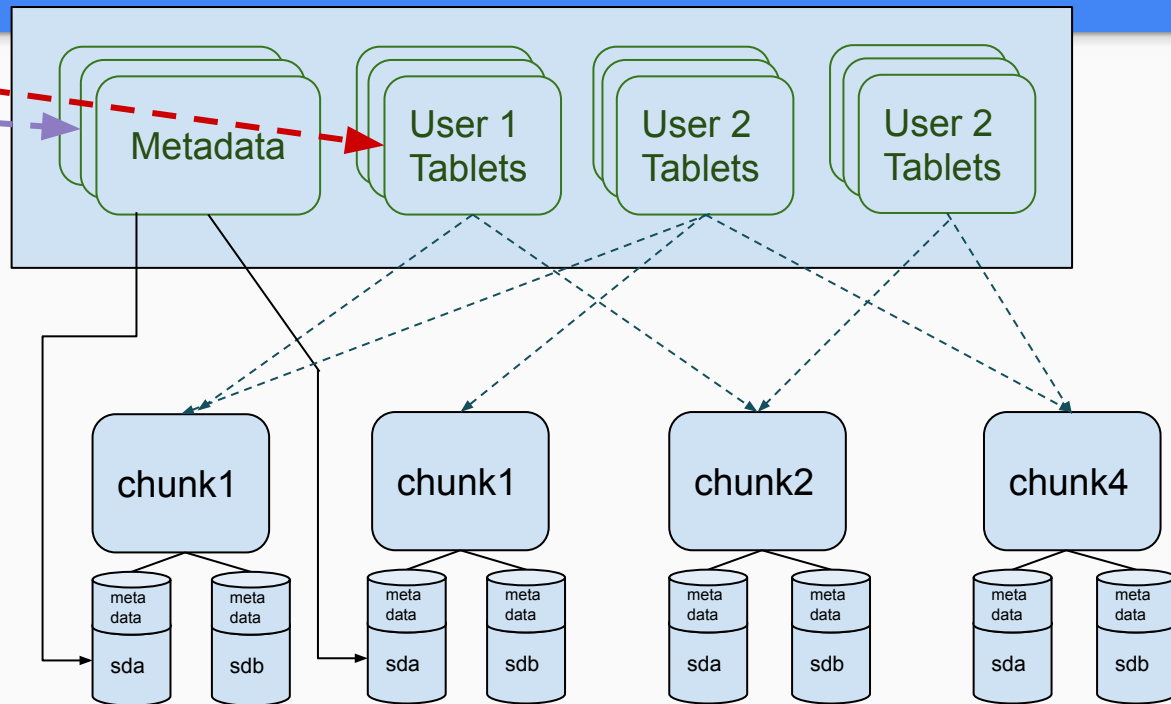 Metadata
User 1
Tablets
User 2
Tablets
User 2
Tablets
chunk1
chunk1
chunk2
chunk4
meta
data
sda
meta
data
sdb
meta
data
sda
meta
data
sdb
meta
data
sda
meta
data
sdb
meta
data
sda
meta
data
sdb